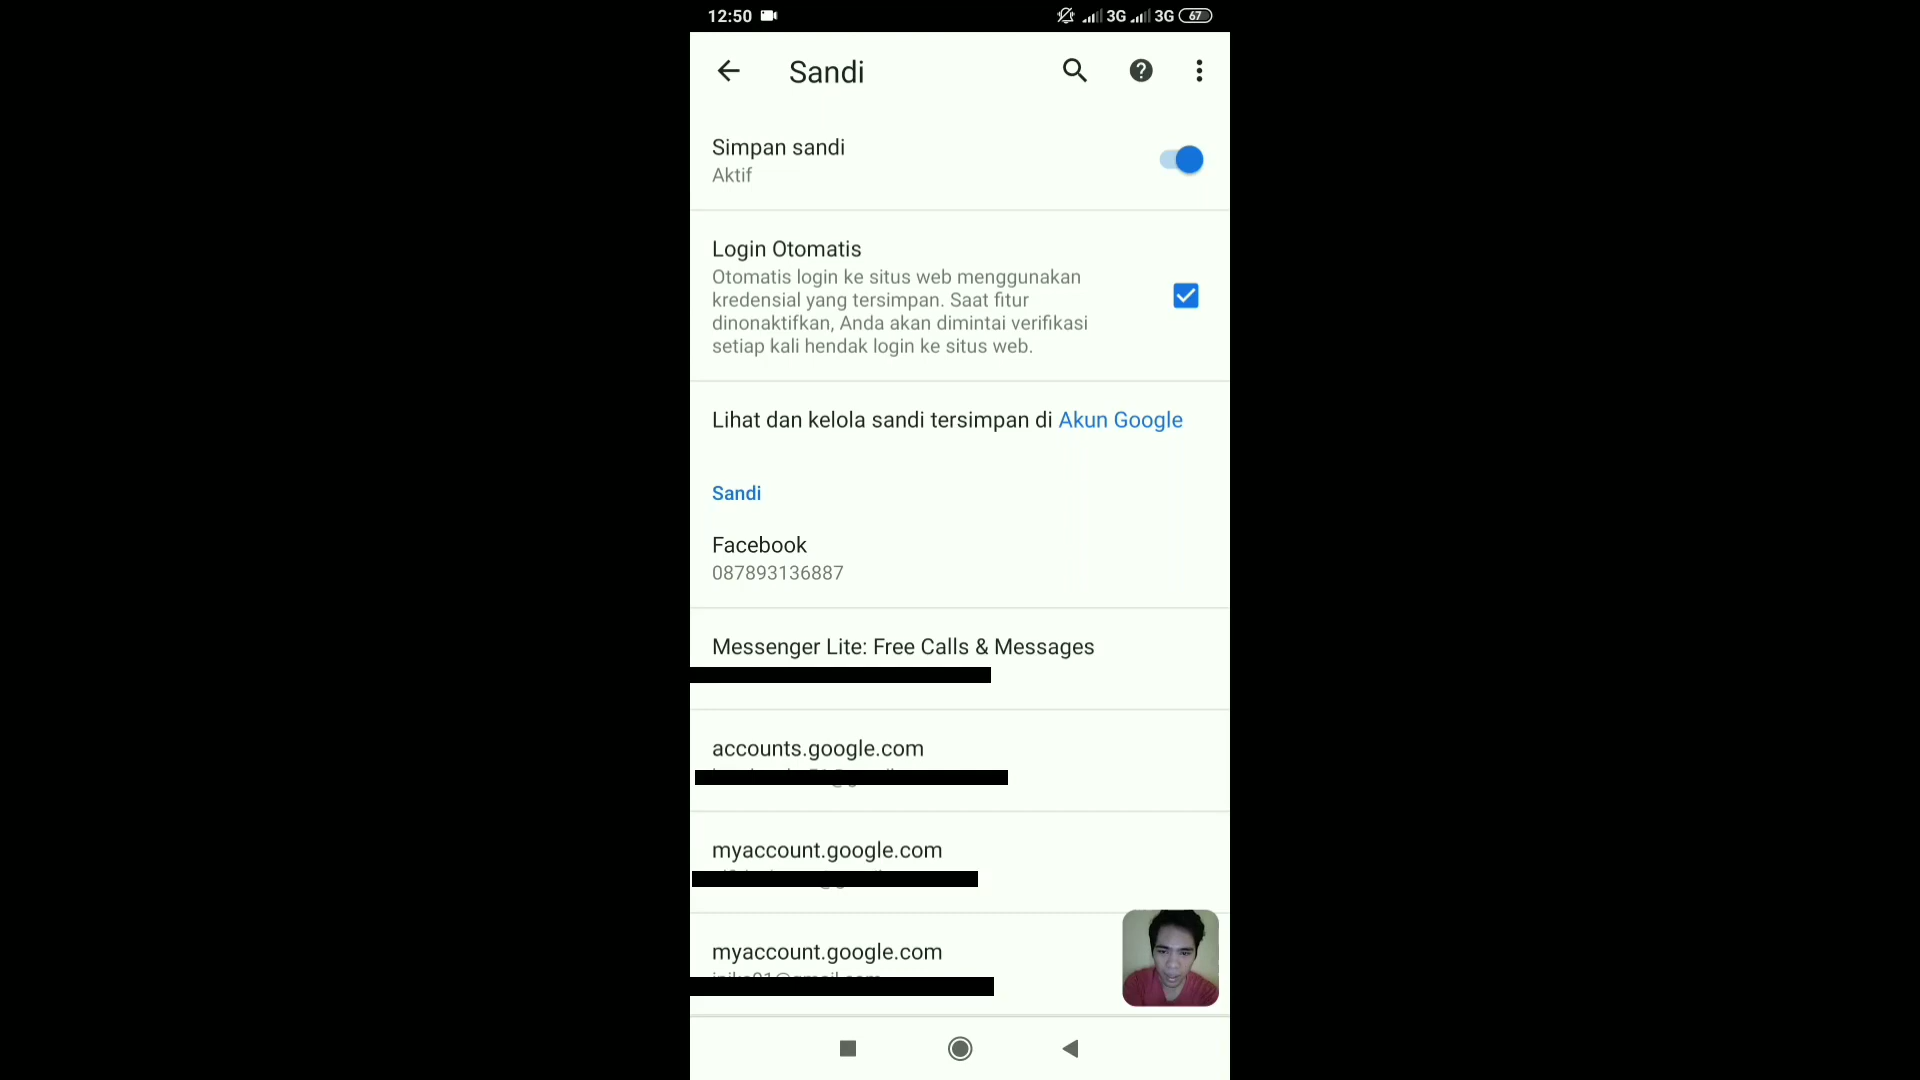 12:50
3G 3G 67
Sandi
Simpan sandi
Aktif
Login Otomatis
Otomatis login ke situs web menggunakan
kredensial yang tersimpan. Saat fitur
dinonaktifkan, Anda akan dimintai verifikasi
setiap kali hendak login ke situs web.
Lihat dan kelola sandi tersimpan di Akun Google
Sandi
Facebook
087893136887
Messenger Lite: Free Calls & Messages
accounts.google.com
myaccount.google.com
myaccount.google.com